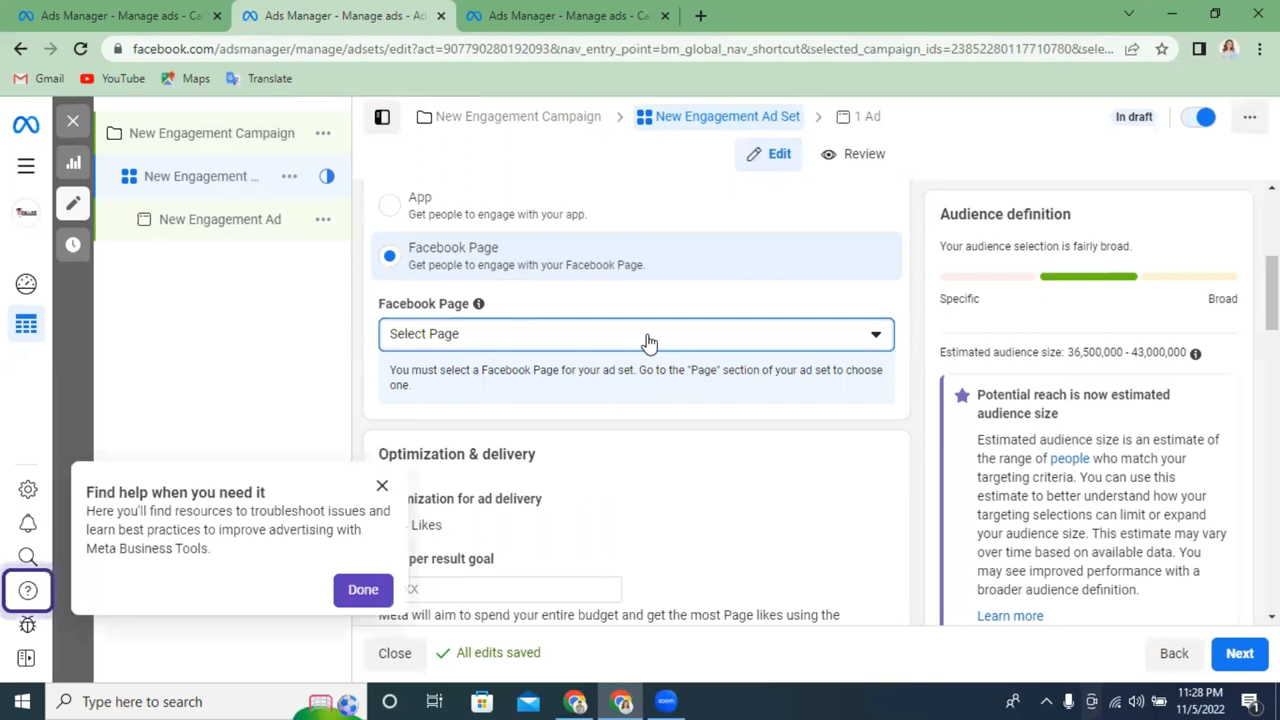 Ads Manager - Manage ads - Ca
Ads Manager - Manage ads - Ad
Ads Manager - Manage ads - Ca
facebook.com/adsmanager/manage/adsets/edit?act=907790280192093&nav_entry_point=bm_global_nav_shortcut&selected_campaign_ids=23852280117710780&sele...
Gmail
YouTube
Maps
Translate
New Engagement Campaign
New Engagement ...
New Engagement Ad
New Engagement Campaign
New Engagement Ad Set
1 Ad
In draft
Edit
Review
App
Get people to engage with your app.
Facebook Page
Get people to engage with your Facebook Page.
Facebook Page
Select Page
You must select a Facebook Page for your ad set. Go to the "Page" section of your ad set to choose
one.
Optimization & delivery
mization for ad delivery
Likes
per result goal
XX
Meta will aim to spend your entire budget and get the most Page likes using the
Audience definition
Your audience selection is fairly broad.
Specific
Broad
Estimated audience size: 36,500,000 - 43,000,000
Potential reach is now estimated
audience size
Estimated audience size is an estimate of
the range of people who match your
targeting criteria. You can use this
estimate to better understand how your
targeting selections can limit or expand
your audience size. This estimate may vary
over time based on available data. You
may see improved performance with a
broader audience definition.
Learn more
Find help when you need it
Here you'll find resources to troubleshoot issues and
learn best practices to improve advertising with
Meta Business Tools.
Done
Close
All edits saved
Back
Next
Type here to search
11:28 PM
11/5/2022
1